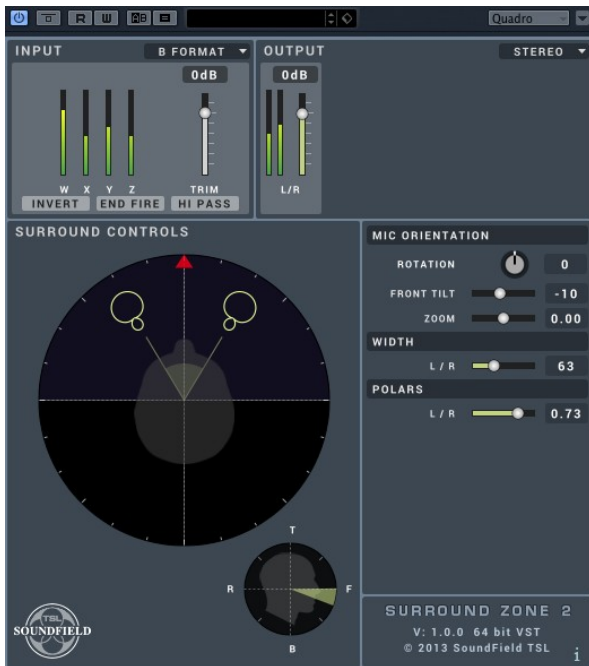 R W AB Quadro
INPUT B FORMAT
0dB
W X Y Z TRIM
INVERT END FIRE HI PASS
OUTPUT STEREO
0dB
L/R
SURROUND CONTROLS
T
R F
B
TSL
SOUNDFIELD
MIC ORIENTATION
ROTATION 0
FRONT TILT -10
ZOOM 0.00
WIDTH
L / R 63
POLARS
L / R 0.73
SURROUND ZONE 2
V: 1.0.0 64 bit VST
© 2013 SoundField TSL
i